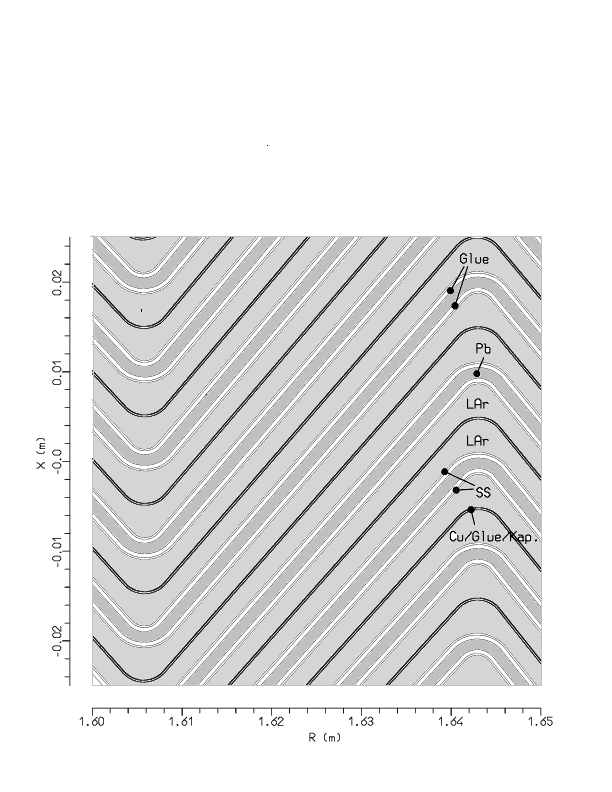 Glue
0.02
Pb
0.01
LAr
LAr
X (m)
-0.0
SS
Cu/Glue/Kap.
-0.01
-0.02
1.60 1.61 1.62 1.63 1.64 1.65
R (m)